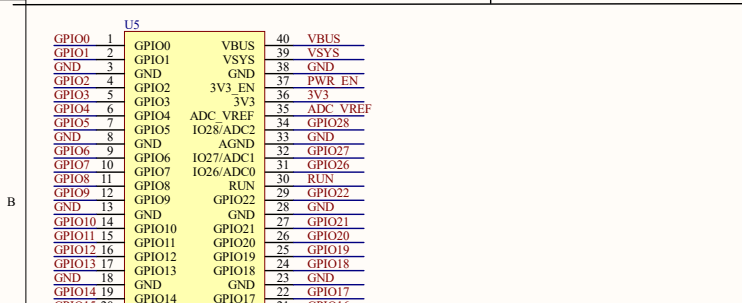 U5
GPIO0 1 GPIO0 VBUS 40 VBUS
GPIO1 2 GPIO1 VSYS 39 VSYS
GND 3 GND GND 38 GND
GPIO2 4 GPIO2 3V3_EN 37 PWR_EN
GPIO3 5 GPIO3 3V3 36 3V3
GPIO4 6 GPIO4 ADC_VREF 35 ADC_VREF
GPIO5 7 GPIO5 IO28/ADC2 34 GPIO28
GND 8 GND AGND 33 GND
GPIO6 9 GPIO6 IO27/ADC1 32 GPIO27
GPIO7 10 GPIO7 IO26/ADC0 31 GPIO26
GPIO8 11 GPIO8 RUN 30 RUN
GPIO9 12 GPIO9 GPIO22 29 GPIO22
B
GND 13 GND GND 28 GND
GPIO10 14 GPIO10 GPIO21 27 GPIO21
GPIO11 15 GPIO11 GPIO20 26 GPIO20
GPIO12 16 GPIO12 GPIO19 25 GPIO19
GPIO13 17 GPIO13 GPIO18 24 GPIO18
GND 18 GND GND 23 GND
GPIO14 19 GPIO14 GPIO17 22 GPIO17